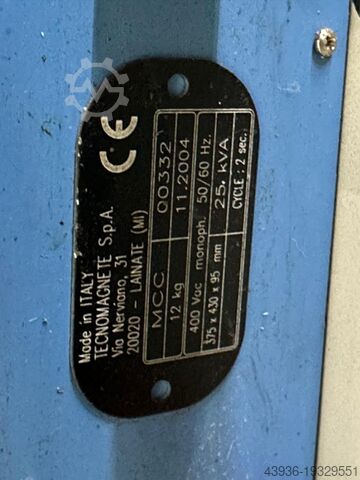 Made in ITALY
TECNOMAGNETE S.p.A.
Via Nerviano, 31
20020 - LAINATE (MI)
CE
MCC 00332
12 kg 11.2004
400 Vac monoph. 50/60 Hz.
375 x 430 x 95 mm 25. kVA
CYCLE : 2 sec.
43936-19329551